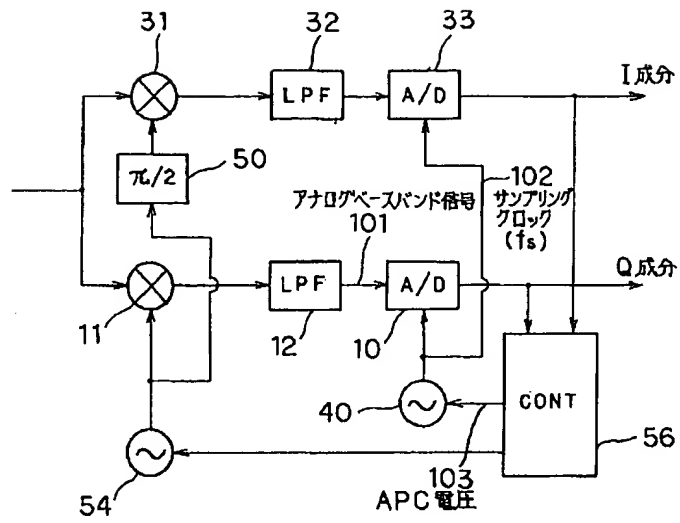 31
32
33
LPF
A/D
I成分
π/2
50
アナログベースバンド信号
102
サンプリング
クロック
(fs)
101
Q成分
LPF
A/D
11
12
10
40
CONT
56
54
103
APC電圧